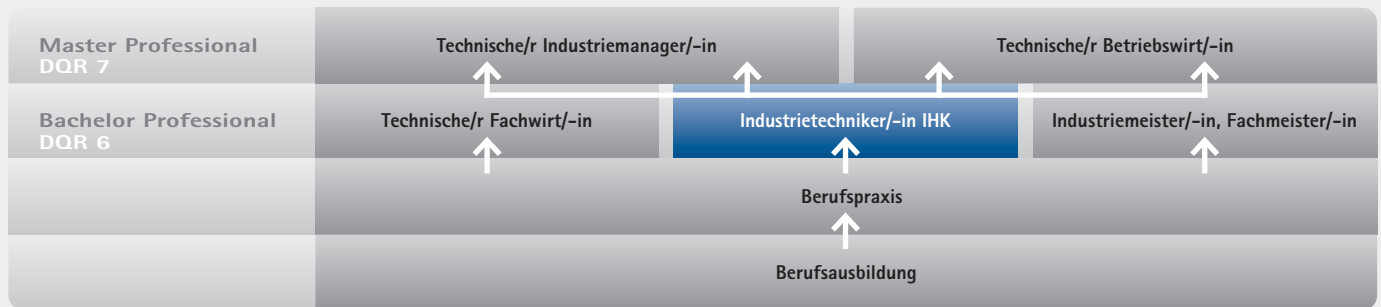 Master Professional
DQR 7
Technische/r Industriemanager/-in
Technische/r Betriebswirt/-in
Bachelor Professional
DQR 6
Technische/r Fachwirt/-in
Industrietechniker/-in IHK
Industriemeister/-in, Fachmeister/-in
Berufspraxis
Berufsausbildung